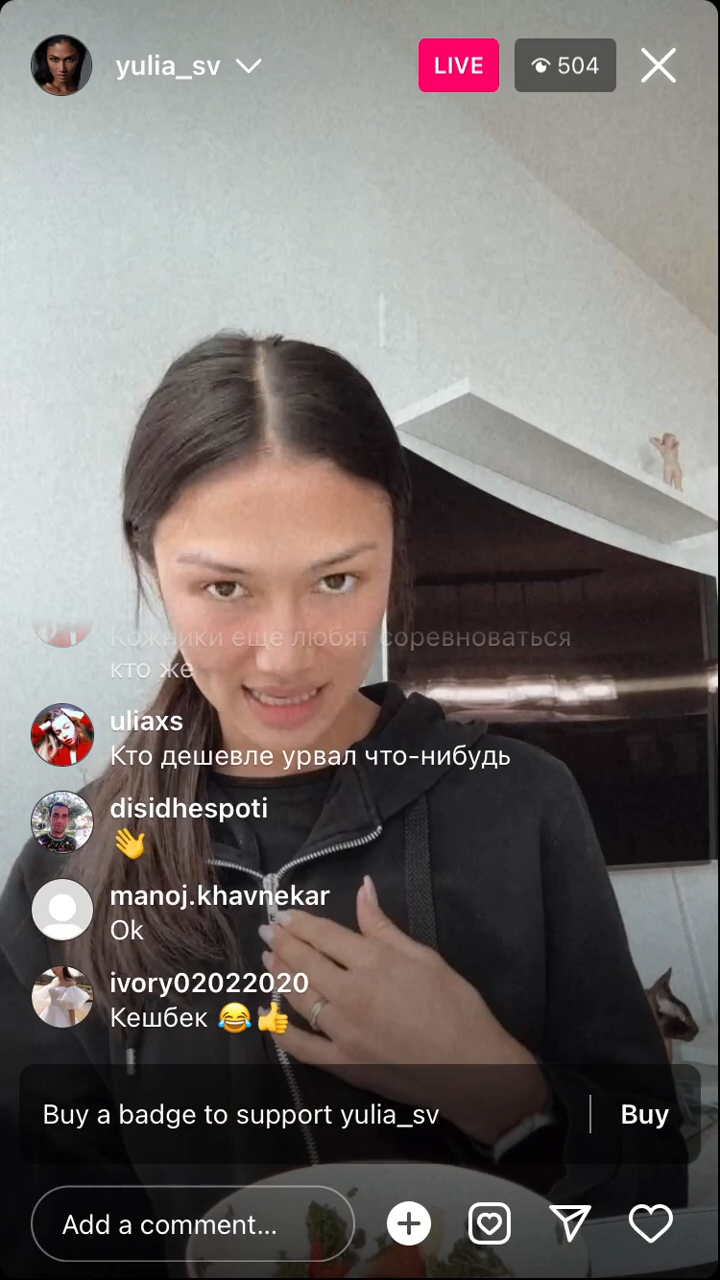 yulia_sv
LIVE
504
Кожники еще любят соревноваться
кто же
uliaxs
Кто дешевле урвал что-нибудь
disidhespoti
👋
manoj.khavnekar
Ok
ivory02022020
Кешбек 😂👍
Buy a badge to support yulia_sv
Buy
Add a comment...